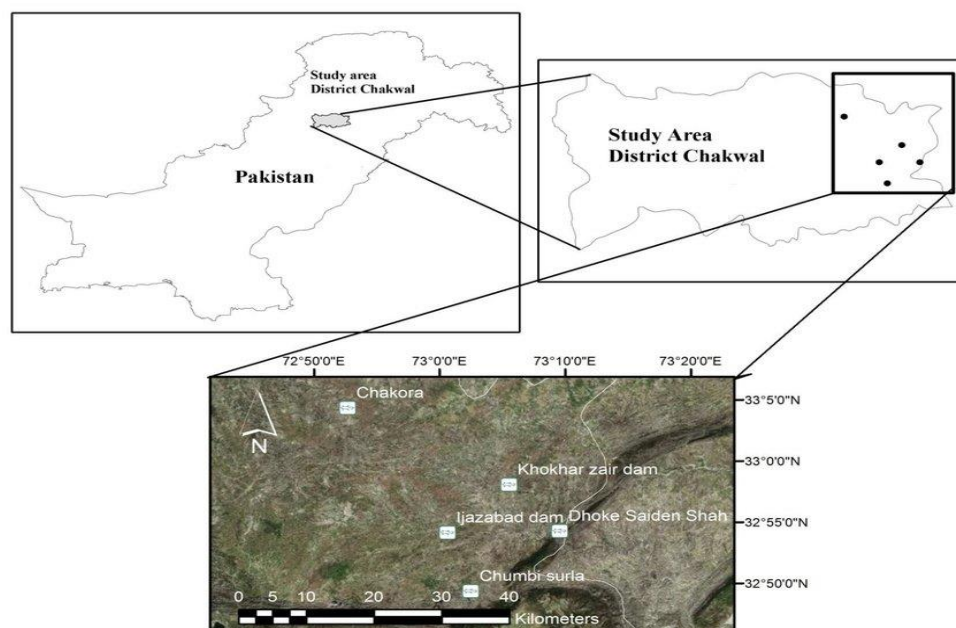 Study area
District Chakwal
Pakistan
Study Area
District Chakwal
72°50'0"E 73°0'0"E 73°10'0"E 73°20'0"E
Chakora
33°5'0"N
N
Khokhar zair dam
33°0'0"N
Ijazabad dam Dhoke Saiden Shah
32°55'0"N
Chumbi surla
32°50'0"N
0 5 10 20 30 40
Kilometers